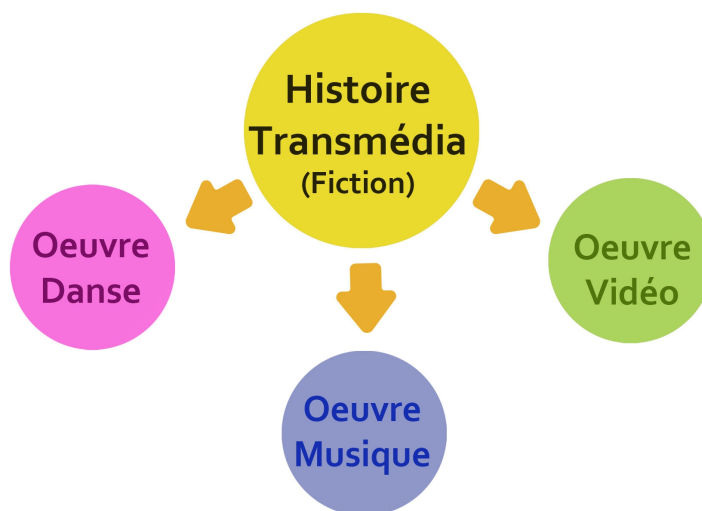 Histoire
Transmédia
(Fiction)
Oeuvre
Danse
Oeuvre
Vidéo
Oeuvre
Musique